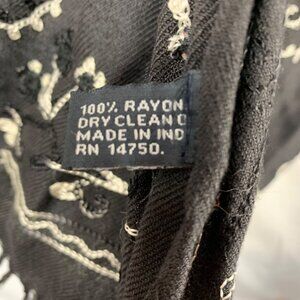 100% RAYON
DRY CLEAN O
MADE IN IND
RN 14750.